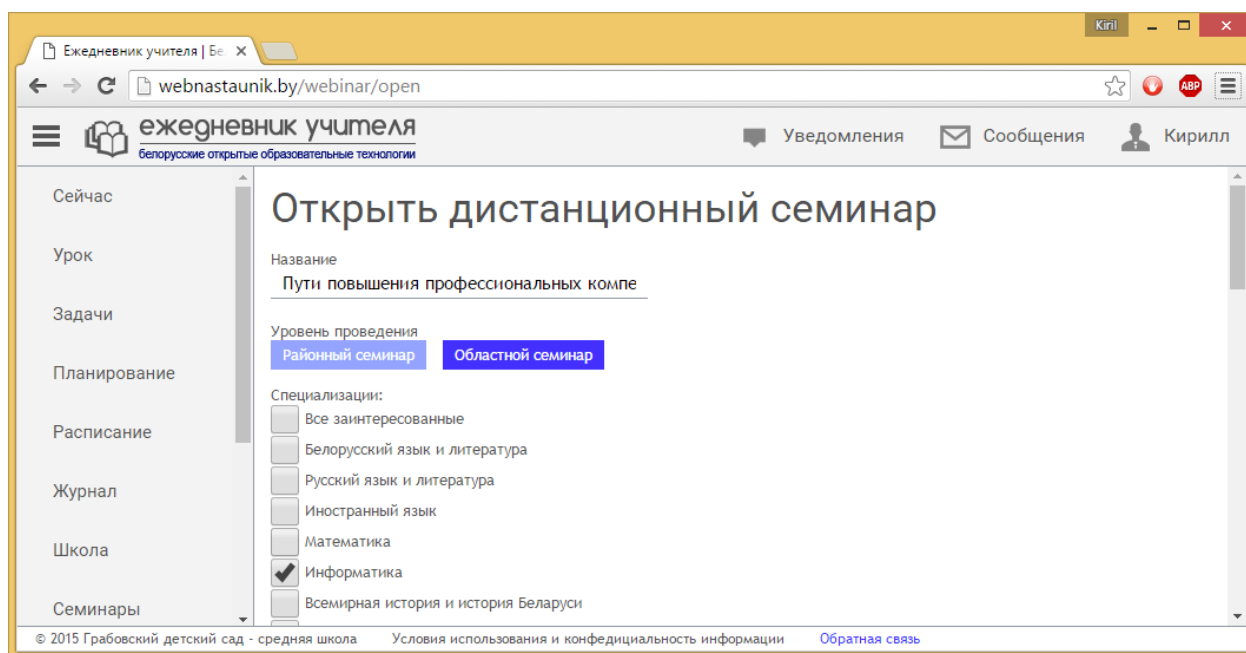 Kiril
Ежедневник учителя | Бе
webnastaunik.by/webinar/open
ABP
ежедневник учителя
белорусские открытые образовательные технологии
Уведомления
Сообщения
Кирилл
Сейчас
Урок
Задачи
Планирование
Расписание
Журнал
Школа
Семинары
Открыть дистанционный семинар
Название
Пути повышения профессиональных компе
Уровень проведения
Районный семинар
Областной семинар
Специализации:
Все заинтересованные
Белорусский язык и литература
Русский язык и литература
Иностранный язык
Математика
Информатика
Всемирная история и история Беларуси
© 2015 Грабовский детский сад - средняя школа
Условия использования и конфедициальность информации
Обратная связь